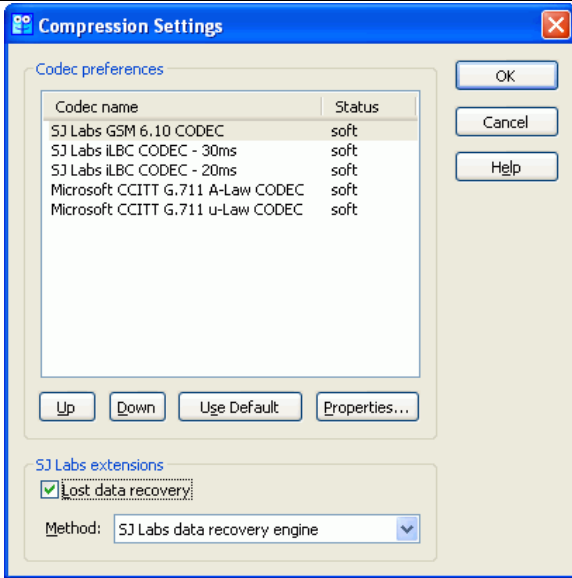 Compression Settings
Codec preferences
Codec name Status
SJ Labs GSM 6.10 CODEC soft
SJ Labs iLBC CODEC - 30ms soft
SJ Labs iLBC CODEC - 20ms soft
Microsoft CCITT G.711 A-Law CODEC soft
Microsoft CCITT G.711 u-Law CODEC soft
Up Down Use Default Properties...
OK
Cancel
Help
SJ Labs extensions
Lost data recovery
Method: SJ Labs data recovery engine